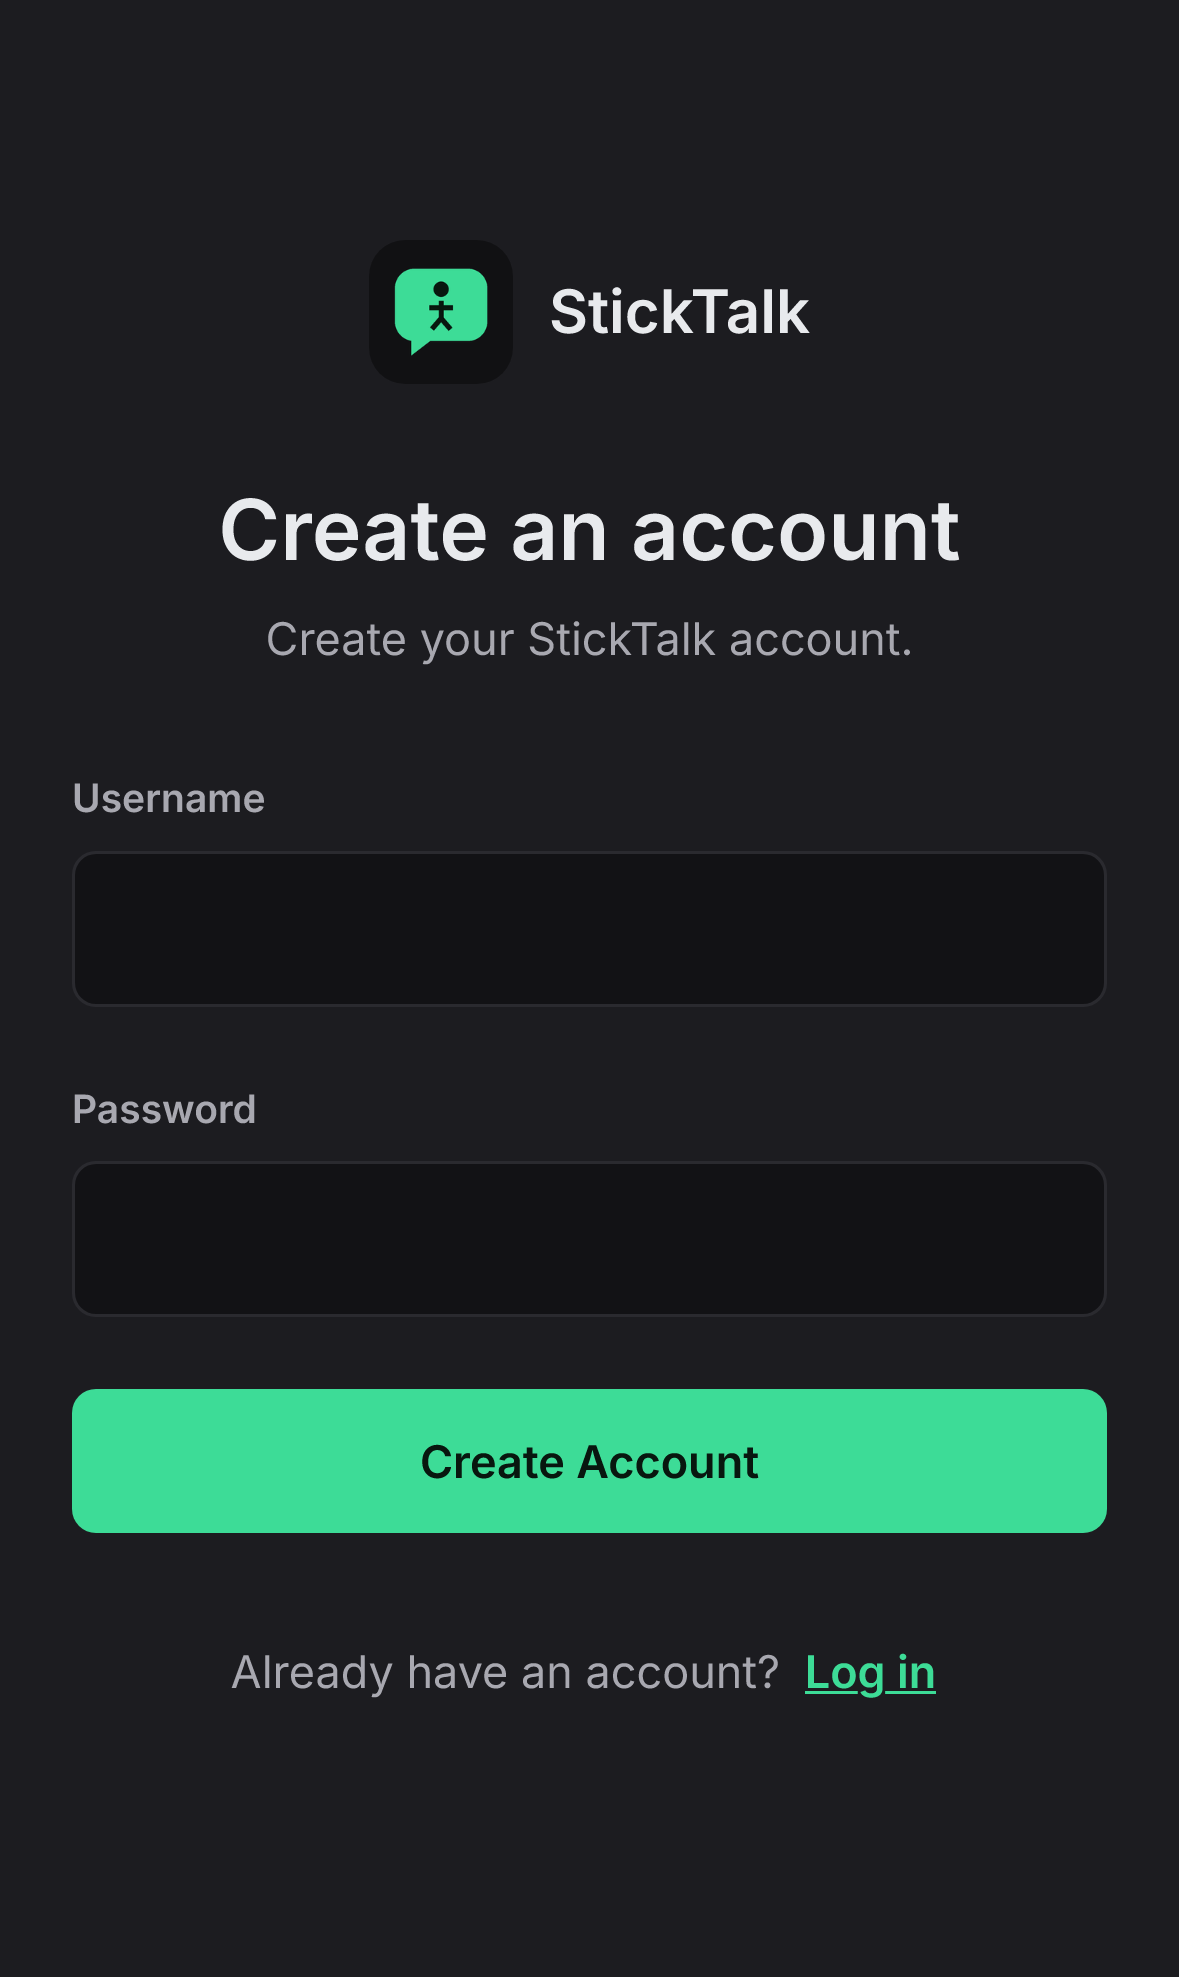 StickTalk
Create an account
Create your StickTalk account.
Username
Password
Create Account
Already have an account? Log in